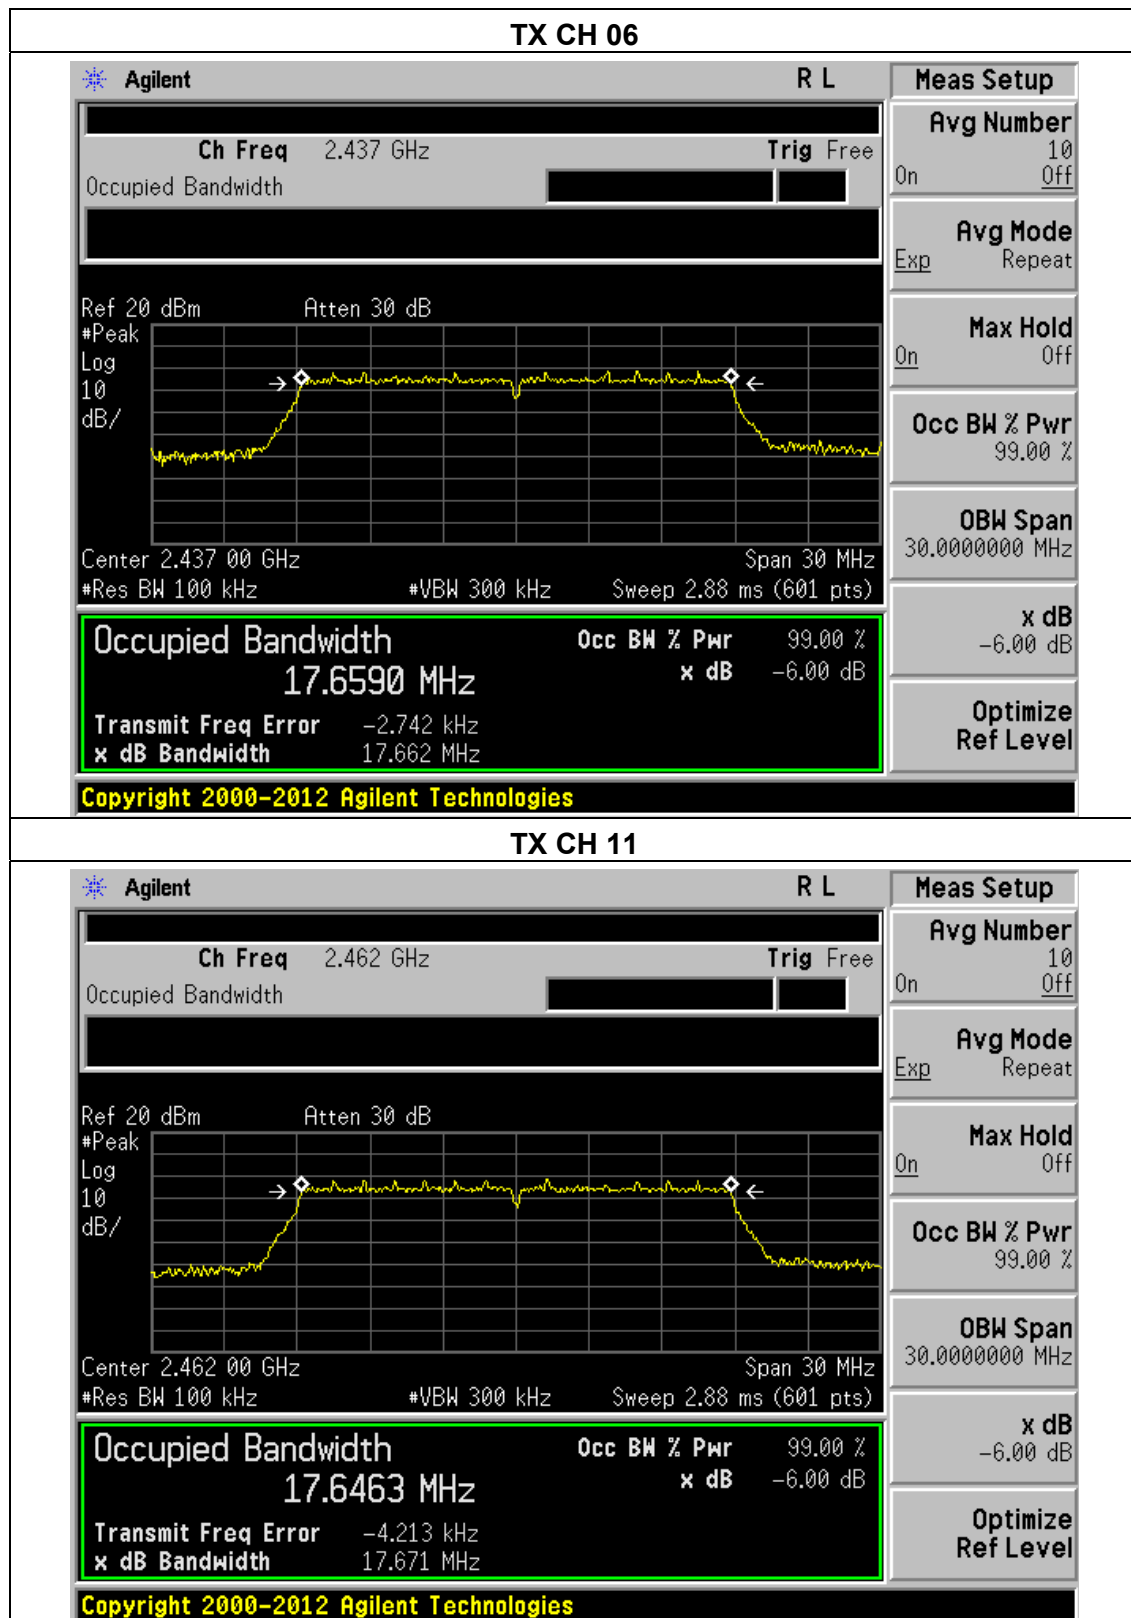 TX CH 06
Agilent R L Meas Setup
Ch Freq 2.437 GHz Trig Free
Occupied Bandwidth
Avg Number
10
On Off
Avg Mode
Exp Repeat
Max Hold
On Off
Occ BW % Pwr
99.00 %
OBW Span
30.0000000 MHz
x dB
-6.00 dB
Optimize
Ref Level
Ref 20 dBm Atten 30 dB
#Peak
Log
10
dB/
Center 2.437 00 GHz Span 30 MHz
#Res BW 100 kHz #VBW 300 kHz Sweep 2.88 ms (601 pts)
Occupied Bandwidth Occ BW % Pwr 99.00 %
17.6590 MHz x dB -6.00 dB
Transmit Freq Error -2.742 kHz
x dB Bandwidth 17.662 MHz
Copyright 2000-2012 Agilent Technologies
TX CH 11
Agilent R L Meas Setup
Ch Freq 2.462 GHz Trig Free
Occupied Bandwidth
Avg Number
10
On Off
Avg Mode
Exp Repeat
Max Hold
On Off
Occ BW % Pwr
99.00 %
OBW Span
30.0000000 MHz
x dB
-6.00 dB
Optimize
Ref Level
Ref 20 dBm Atten 30 dB
#Peak
Log
10
dB/
Center 2.462 00 GHz Span 30 MHz
#Res BW 100 kHz #VBW 300 kHz Sweep 2.88 ms (601 pts)
Occupied Bandwidth Occ BW % Pwr 99.00 %
17.6463 MHz x dB -6.00 dB
Transmit Freq Error -4.213 kHz
x dB Bandwidth 17.671 MHz
Copyright 2000-2012 Agilent Technologies